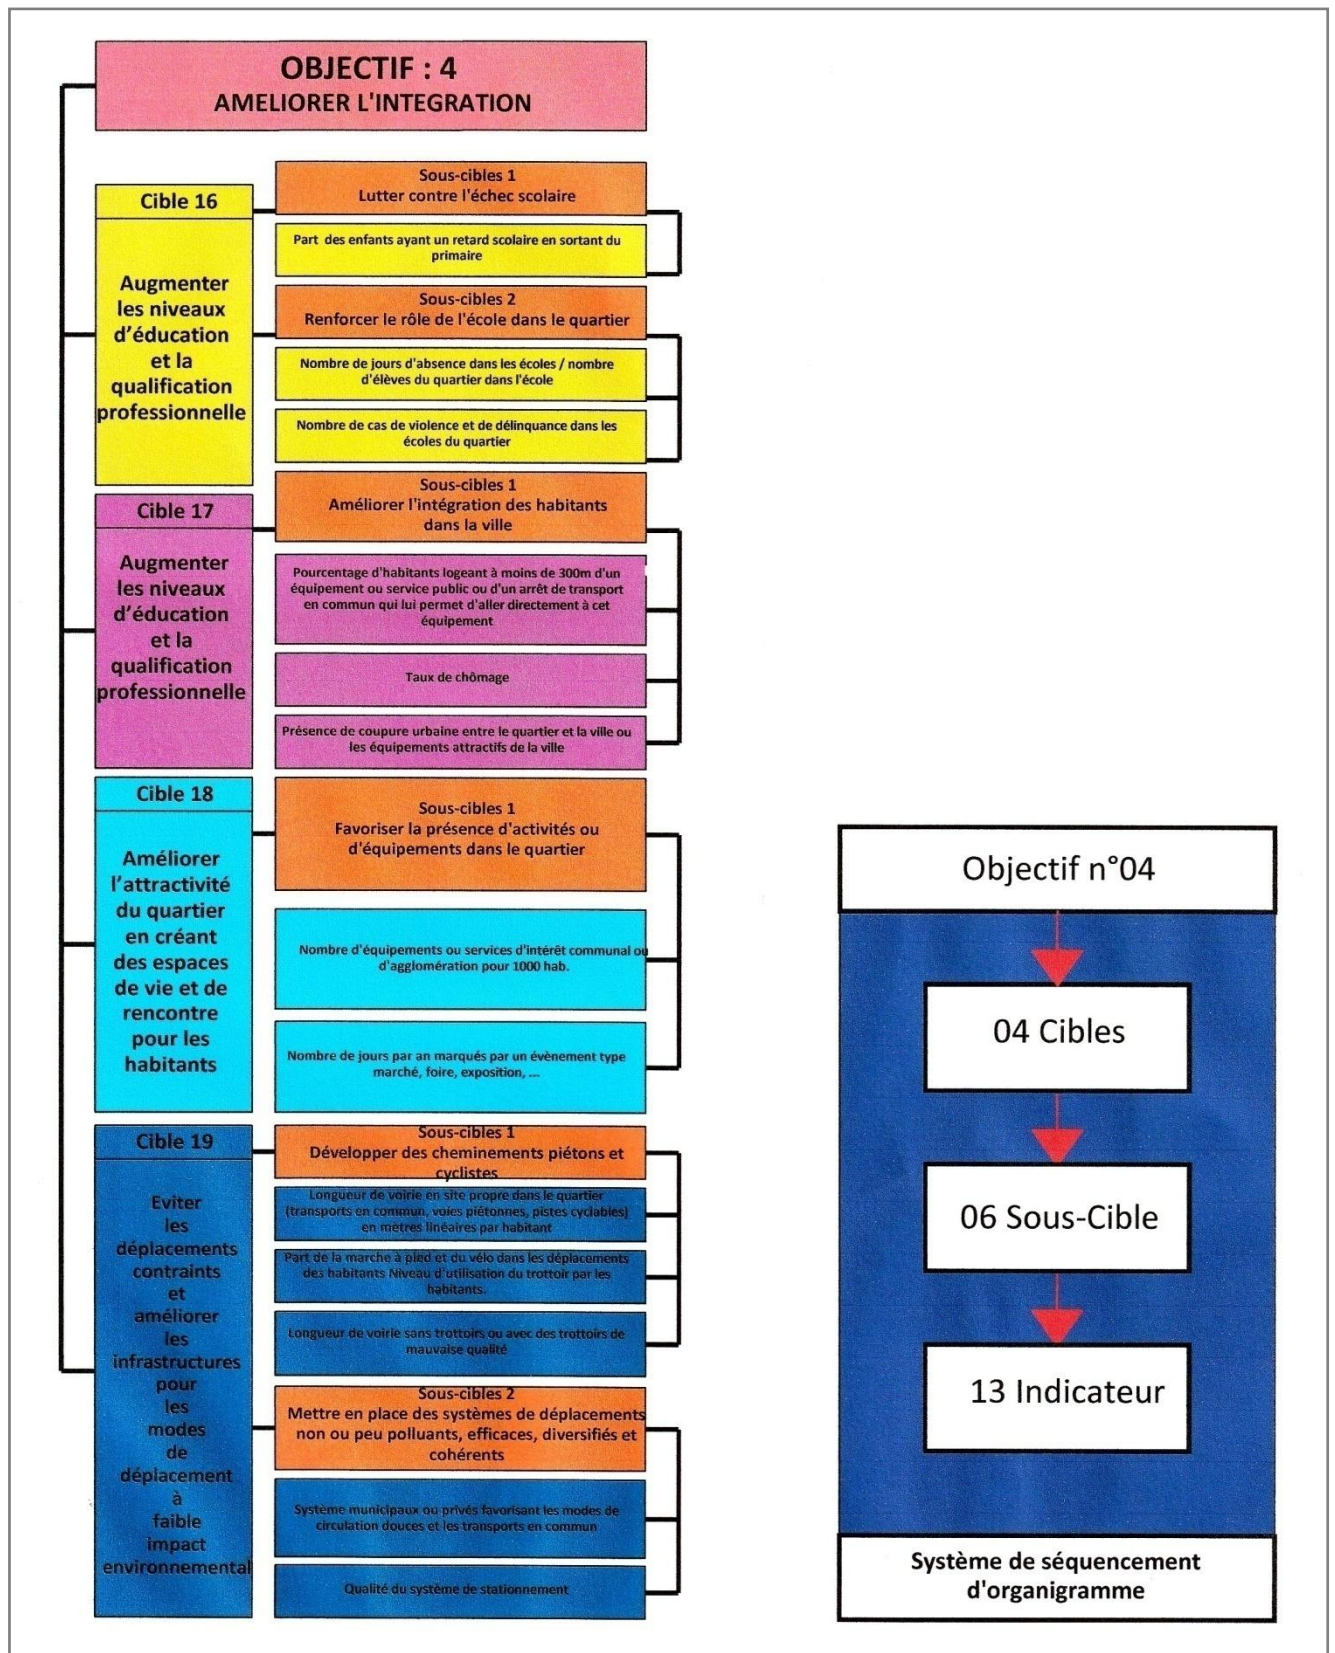 OBJECTIF : 4
AMELIORER L'INTEGRATION
Cible 16
Augmenter
les niveaux
d’éducation
et la
qualification
professionnelle
Sous-cibles 1
Lutter contre l'échec scolaire
Part des enfants ayant un retard scolaire en sortant du
primaire
Sous-cibles 2
Renforcer le rôle de l'école dans le quartier
Nombre de jours d'absence dans les écoles / nombre
d'élèves du quartier dans l'école
Nombre de cas de violence et de délinquance dans les
écoles du quartier
Cible 17
Augmenter
les niveaux
d’éducation
et la
qualification
professionnelle
Sous-cibles 1
Améliorer l'intégration des habitants
dans la ville
Pourcentage d'habitants logeant à moins de 300m d'un
équipement ou service public ou d'un arrêt de transport
en commun qui lui permet d'aller directement à cet
équipement
Taux de chômage
Présence de coupure urbaine entre le quartier et la ville ou
les équipements attractifs de la ville
Cible 18
Améliorer
l’attractivité
du quartier
en créant
des espaces
de vie et de
rencontre
pour les
habitants
Sous-cibles 1
Favoriser la présence d'activités ou
d'équipements dans le quartier
Nombre d'équipements ou services d'intérêt communal ou
d'agglomération pour 1000 hab.
Nombre de jours par an marqués par un évènement type
marché, foire, exposition, ...
Cible 19
Eviter
les
déplacements
contraints
et
améliorer
les
infrastructures
pour
les
modes
de
déplacement
à
faible
impact
environnemental
Sous-cibles 1
Développer des cheminements piétons et
cyclistes
Longueur de voirie en site propre dans le quartier
(transports en commun, voies piétonnes, pistes cyclables)
en mètres linéaires par habitant
Part de la marche à pied et du vélo dans les déplacements
des habitants Niveau d'utilisation du trottoir par les
habitants.
Longueur de voirie sans trottoirs ou avec des trottoirs de
mauvaise qualité
Sous-cibles 2
Mettre en place des systèmes de déplacements
non ou peu polluants, efficaces, diversifiés et
cohérents
Système municipaux ou privés favorisant les modes de
circulation douces et les transports en commun
Qualité du système de stationnement
Objectif n°04
04 Cibles
06 Sous-Cible
13 Indicateur
Système de séquencement
d'organigramme